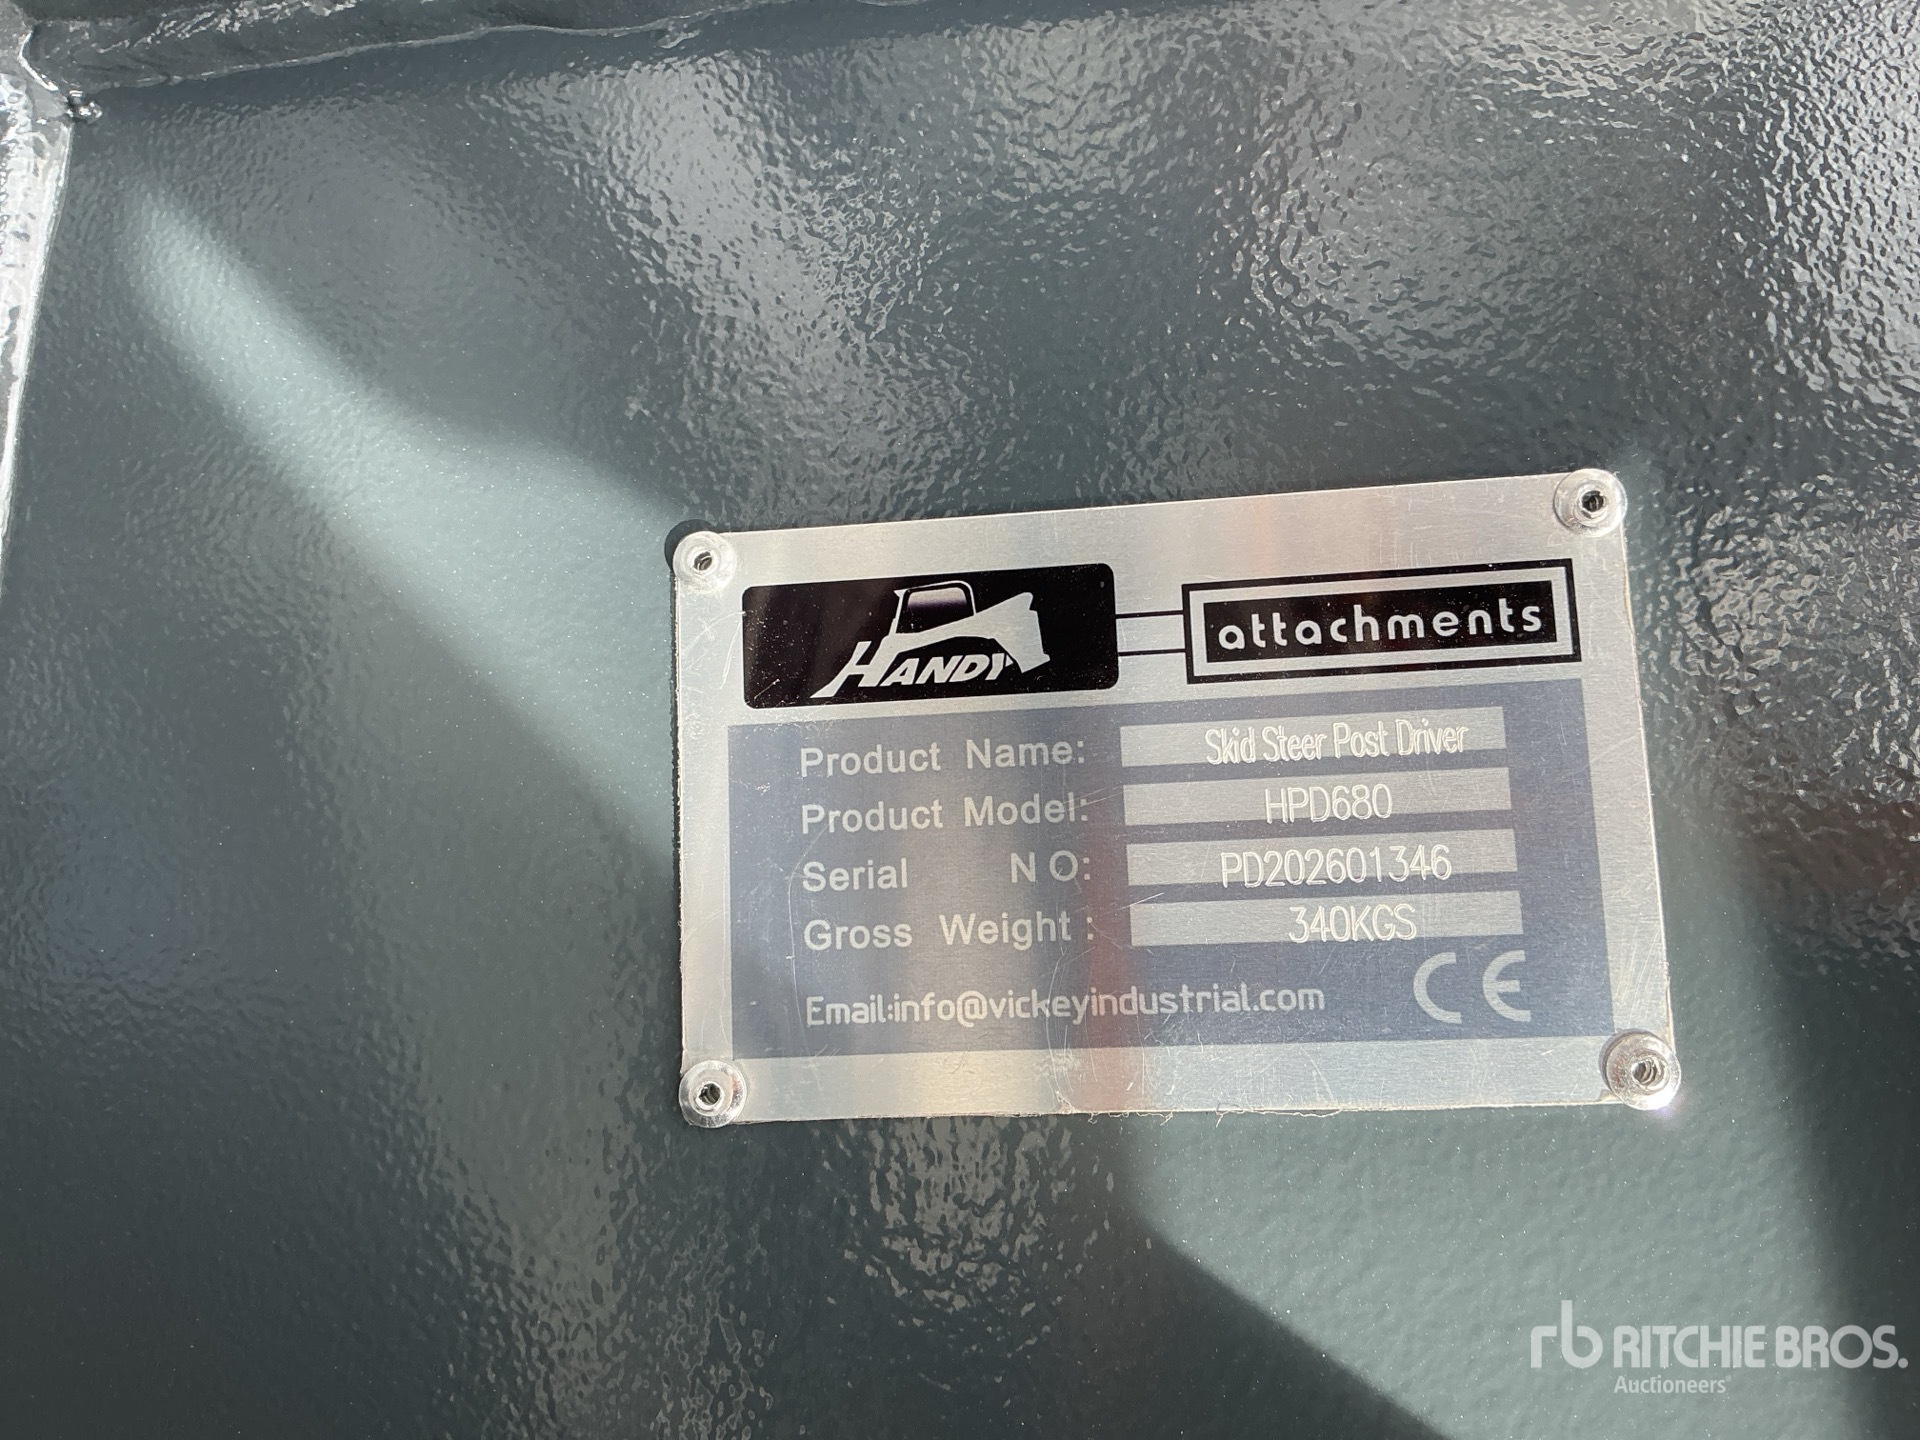 HANDY attachments
Product Name: Skid Steer Post Driver
Product Model: HPD680
Serial NO: PD202601346
Gross Weight: 340KGS
Email:info@vickeyindustrial.com CE
rb RITCHIE BROS.
Auctioneers